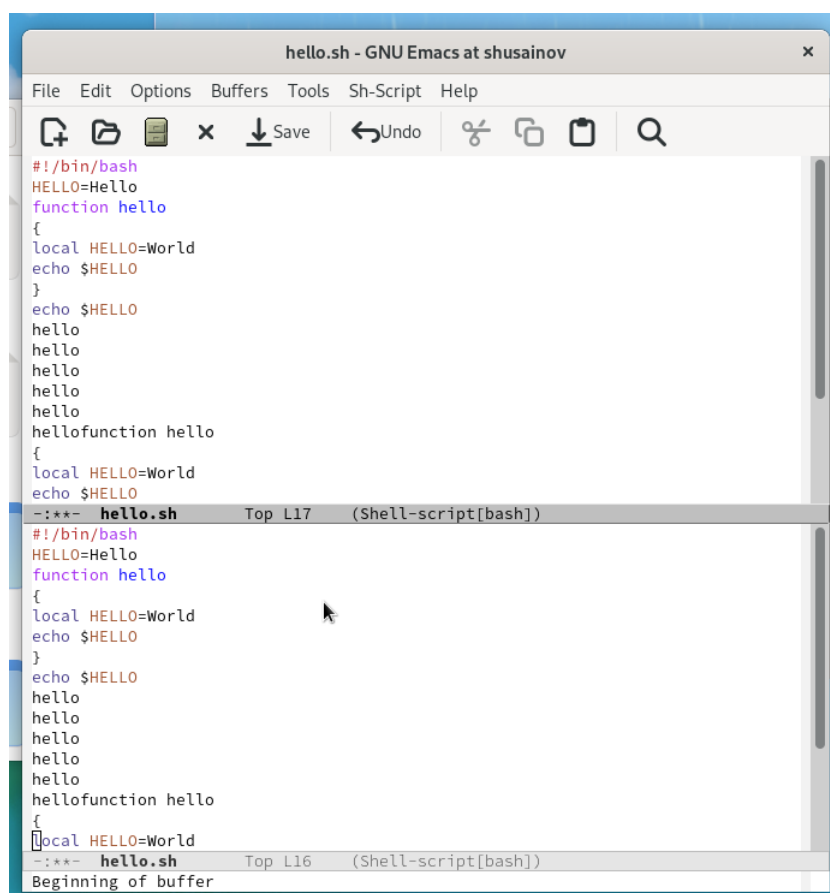 hello.sh - GNU Emacs at shusainov
File Edit Options Buffers Tools Sh-Script Help
Save Undo
#!/bin/bash
HELLO=Hello
function hello
{
local HELLO=World
echo $HELLO
}
echo $HELLO
hello
hello
hello
hello
hello
hellofunction hello
{
local HELLO=World
echo $HELLO
-:**-  hello.sh       Top L17    (Shell-script[bash])
#!/bin/bash
HELLO=Hello
function hello
{
local HELLO=World
echo $HELLO
}
echo $HELLO
hello
hello
hello
hello
hello
hellofunction hello
{
local HELLO=World
-:**-  hello.sh       Top L16    (Shell-script[bash])
Beginning of buffer